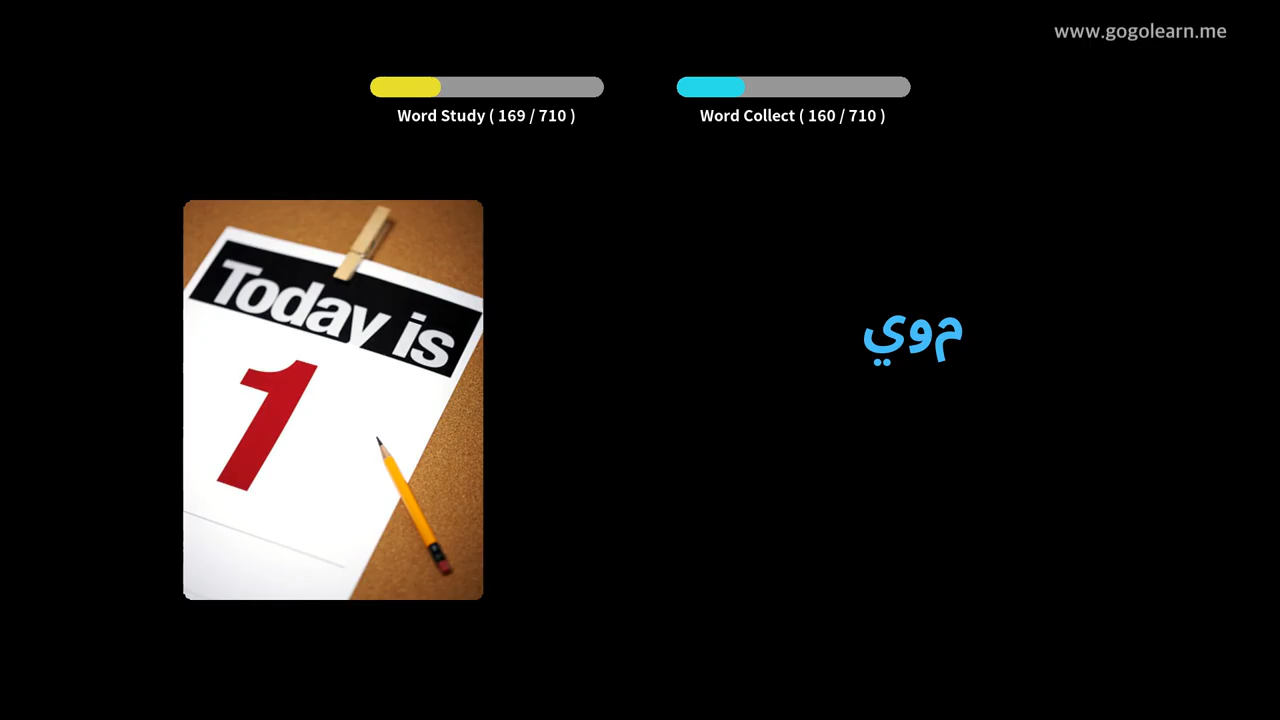 www.gogolearn.me
Word Study ( 169 / 710 )
Word Collect ( 160 / 710 )
Today is
1
يوم